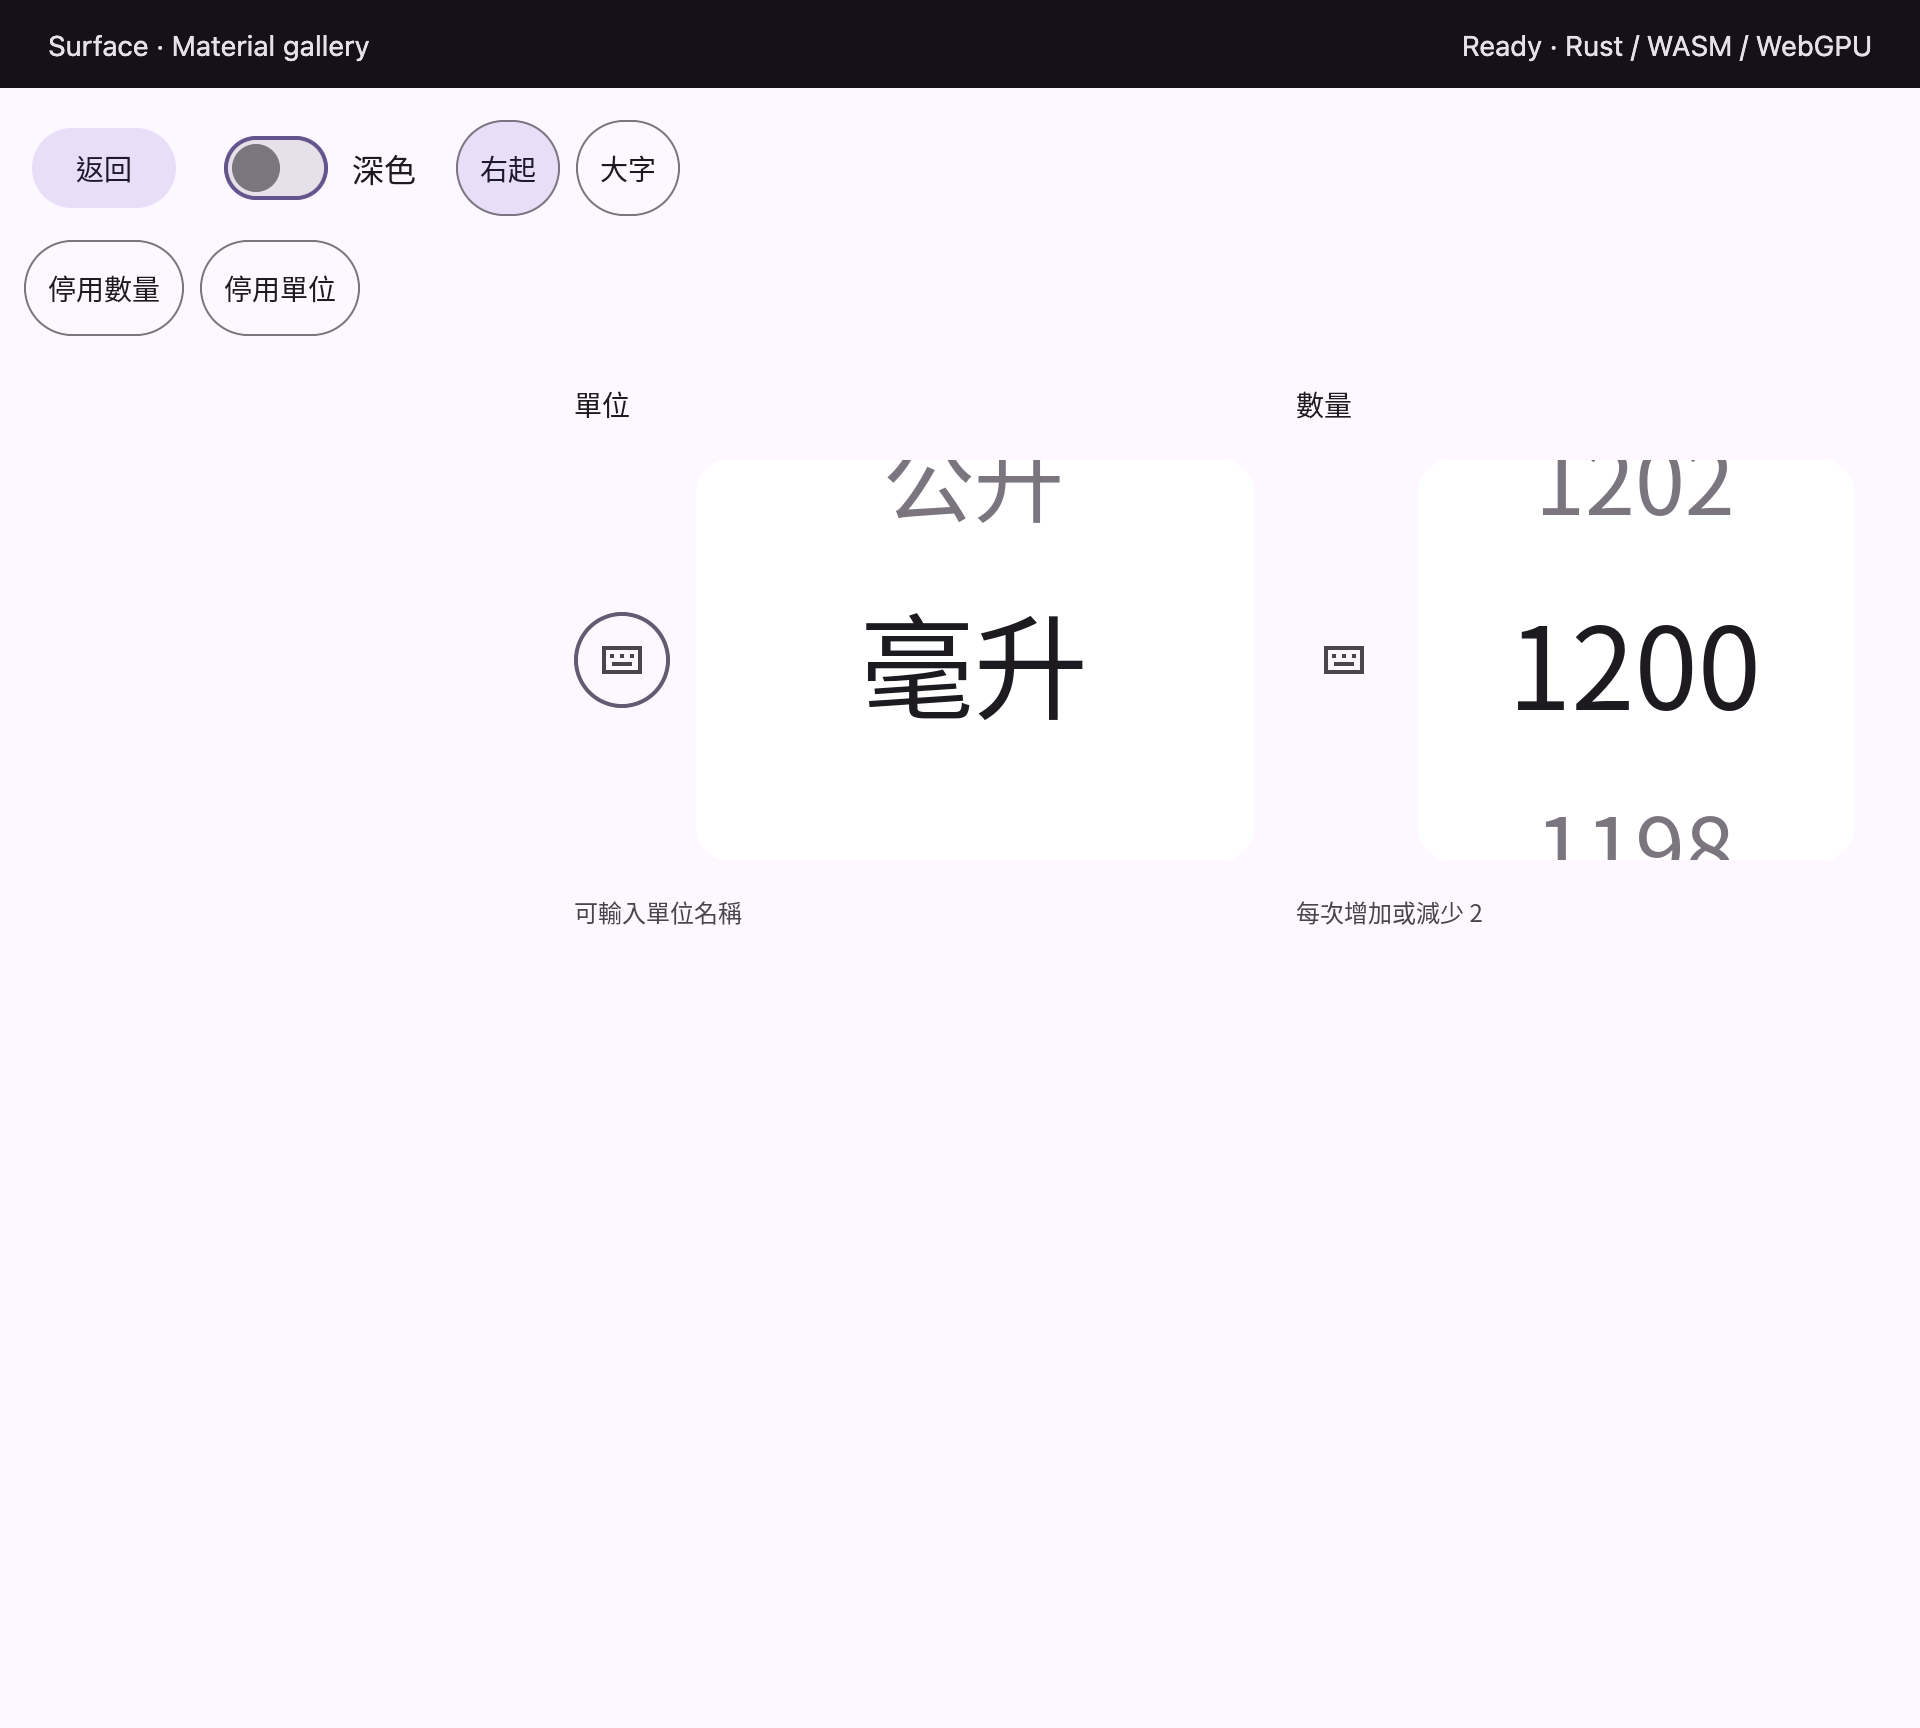 Surface · Material gallery
Ready · Rust / WASM / WebGPU
返回
深色
右起
大字
停用數量
停用單位
單位
數量
公升
1202
毫升
1200
1198
可輸入單位名稱
每次增加或減少 2